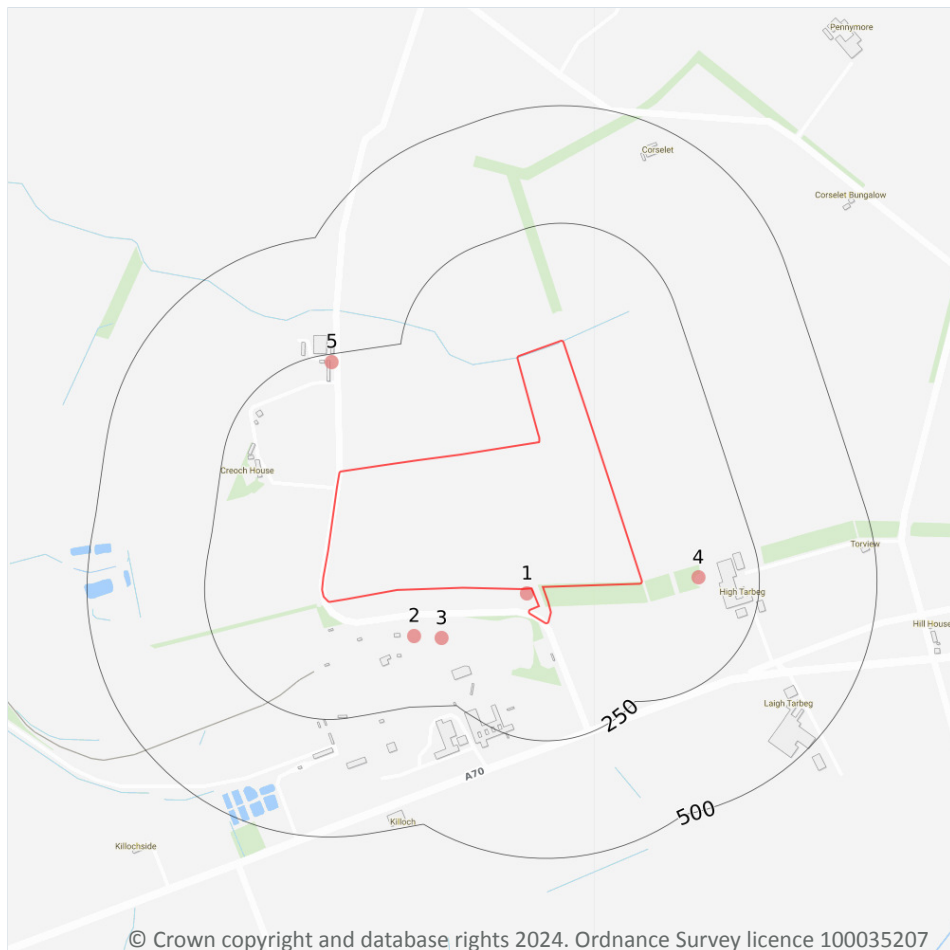 Pennymore
Corselet
Corselet Bungalow
5
Creoch House
1
4
Torview
High Tarbeg
2
3
Hill House
Laigh Tarbeg
250
A70
500
Killoch
Killochside
© Crown copyright and database rights 2024. Ordnance Survey licence 100035207